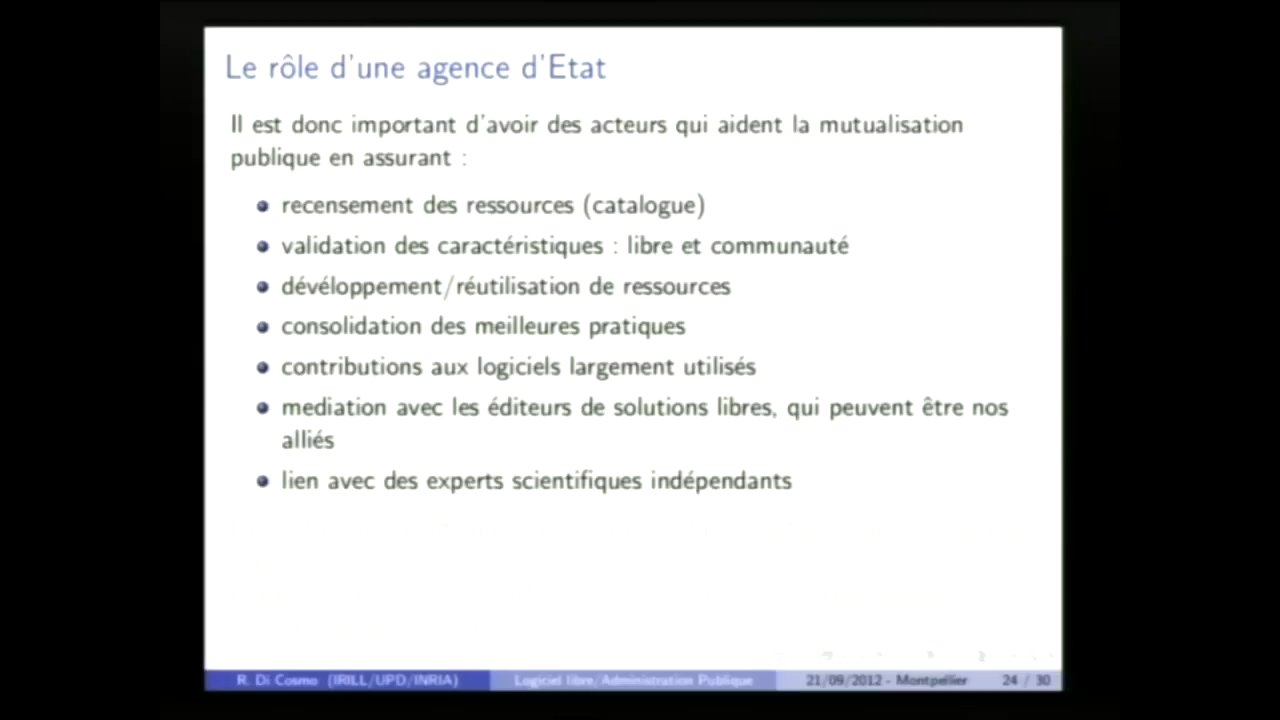 Le rôle d'une agence d'Etat
Il est donc important d'avoir des acteurs qui aident la mutualisation
publique en assurant :
recensement des ressources (catalogue)
validation des caractéristiques : libre et communauté
dévéloppement/réutilisation de ressources
consolidation des meilleures pratiques
contributions aux logiciels largement utilisés
mediation avec les éditeurs de solutions libres, qui peuvent être nos
alliés
lien avec des experts scientifiques indépendants
R. Di Cosmo (IRILL/UPD/INRIA) Logiciel libre/Administration Publique 21/09/2012 - Montpellier 24 / 30